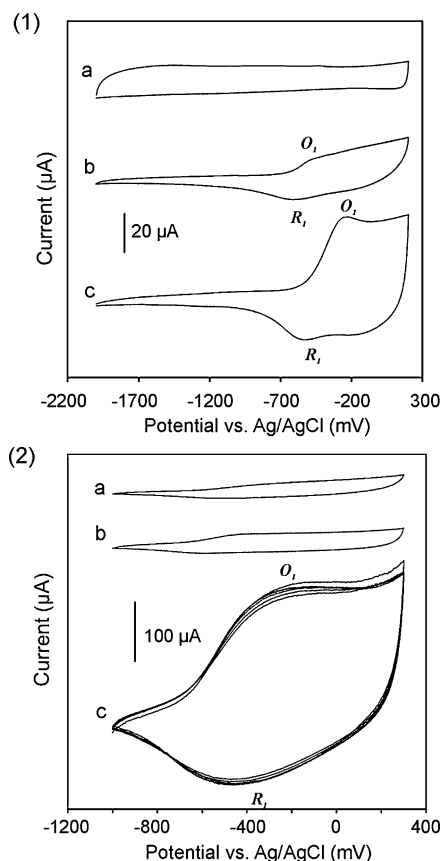 (1)
a
O₁
b
R₁
O₁
20 µA
c
R₁
Current (µA)
-2200 -1700 -1200 -700 -200 300
Potential vs. Ag/AgCl (mV)
(2)
a
b
O₁
100 µA
c
R₁
Current (µA)
-1200 -800 -400 0 400
Potential vs. Ag/AgCl (mV)